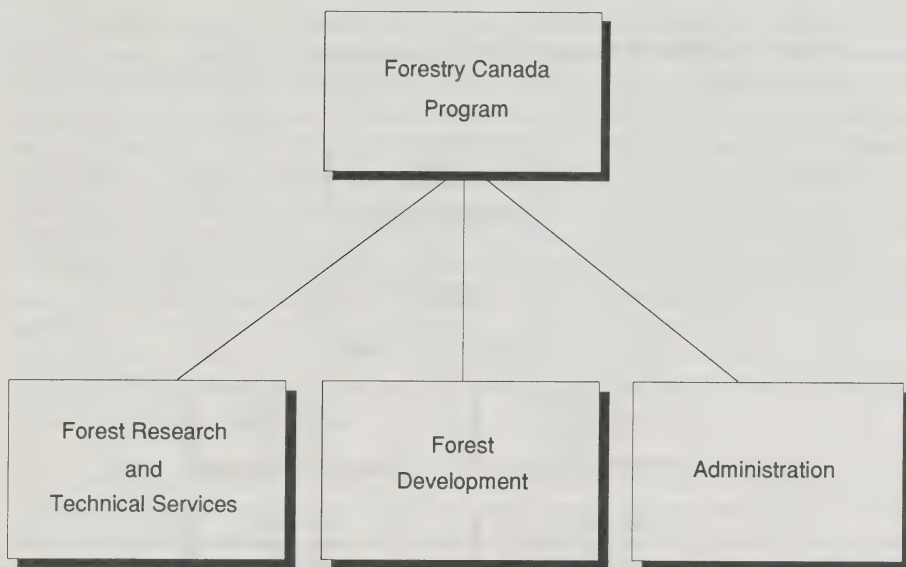 Forestry Canada
Program
Forest Research
and
Technical Services
Forest
Development
Administration